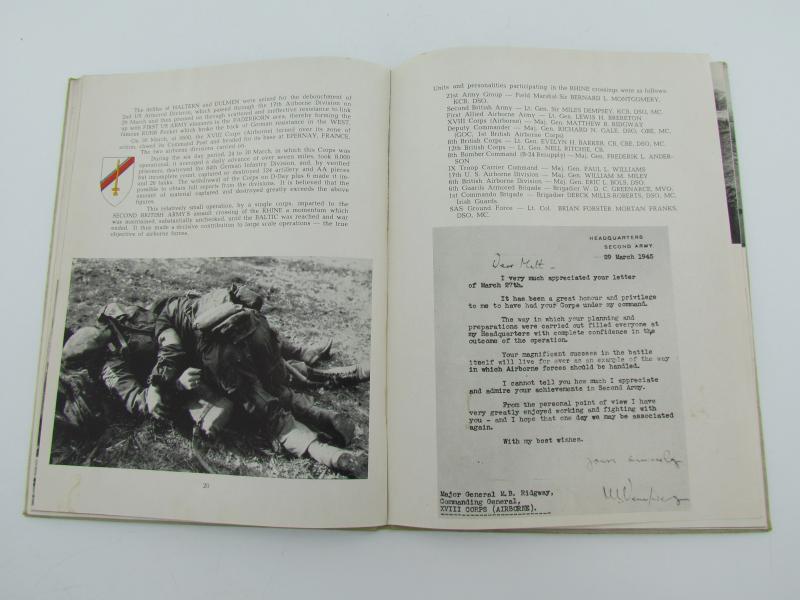 The defiles of HALTERN and DULMEN were seized for the debouchment of
2nd US Armored Division, which passed through the 17th Airborne Division on
29 March and then pressed on through scattered and ineffective resistance to link
up with FIRST US ARMY elements in the PADERBORN area, thereby forming the
famous RUHR Pocket which broke the back of German resistance in the WEST.
On 30 March, at 1800, the XVIII Corps (Airborne) turned over its zone of
action, closed its Command Post and headed for its base at EPERNAY, FRANCE.
The two airborne divisions carried on.
During the six day period, 24 to 30 March, in which this Corps was
operational, it averaged a daily advance of over seven miles, took 8,000
prisoners, destroyed the 84th German Infantry Division, and, by verified
yet incomplete count, captured or destroyed 124 artillery and AA pieces
and 29 tanks. The withdrawal of the Corps on D-Day plus 6 made it im-
possible to obtain full reports from the divisions. It is believed that the
amount of material captured and destroyed greatly exceeds the above
figures.
This relatively small operation, by a single corps, imparted to the
SECOND BRITISH ARMY'S assault crossing of the RHINE a momentum which
was maintained, substantially unchecked, until the BALTIC was reached and war
ended. It thus made a decisive contribution to large scale operations — the true
objective of airborne forces.
20
Units and personalities participating in the RHINE crossings were as follows:
21st Army Group — Field Marshal Sir BERNARD L. MONTGOMERY,
KCB, DSO.
Second British Army — Lt. Gen. Sir MILES DEMPSEY, KCB, DSO, MC.
First Allied Airborne Army — Lt. Gen. LEWIS H. BRERETON
XVIII Corps (Airborne) — Maj. Gen. MATTHEW B. RIDGWAY
Deputy Commander — Maj. Gen. RICHARD N. GALE, DSO, OBE, MC.
(GOC, 1st British Airborne Corps)
8th British Corps — Lt. Gen. EVELYN H. BARKER, CB, CBE, DSO, MC.
12th British Corps — Lt. Gen. NIELL RITCHIE, CB.
8th Bomber Command (B-24 Resupply) — Maj. Gen. FREDERIK L. ANDER-
SON
IX Troop Carrier Command — Maj. Gen. PAUL L. WILLIAMS
17th U. S. Airborne Division — Maj. Gen. WILLIAM M. MILEY
6th British Airborne Division — Maj. Gen. ERIC L. BOLS, DSO.
6th Guards Armored Brigade — Brigadier W. D. C. GREENACRE, MVO.
1st Commando Brigade — Brigadier DERCK MILLS-ROBERTS, DSO, MC,
Irish Guards.
SAS Ground Force — Lt. Col. BRIAN FORSTER MORTAN FRANKS,
DSO, MC.
HEADQUARTERS
SECOND ARMY.
29 March 1945
Dear Matt -
I very much appreciated your letter
of March 27th.
It has been a great honour and privilege
to me to have had your Corps under my command.
The way in which your planning and
preparations were carried out filled everyone at
my Headquarters with complete confidence in the
outcome of the operation.
Your magnificent success in the battle
itself will live for ever as an example of the way
in which Airborne forces should be handled.
I cannot tell you how much I appreciate
and admire your achievements in Second Army.
From the personal point of view I have
very greatly enjoyed working and fighting with
you - and I hope that one day we may be associated
again.
With my best wishes.
Yours sincerely
M Dempsey
Major General M.B. Ridgway,
Commanding General,
XVIII CORPS (AIRBORNE).